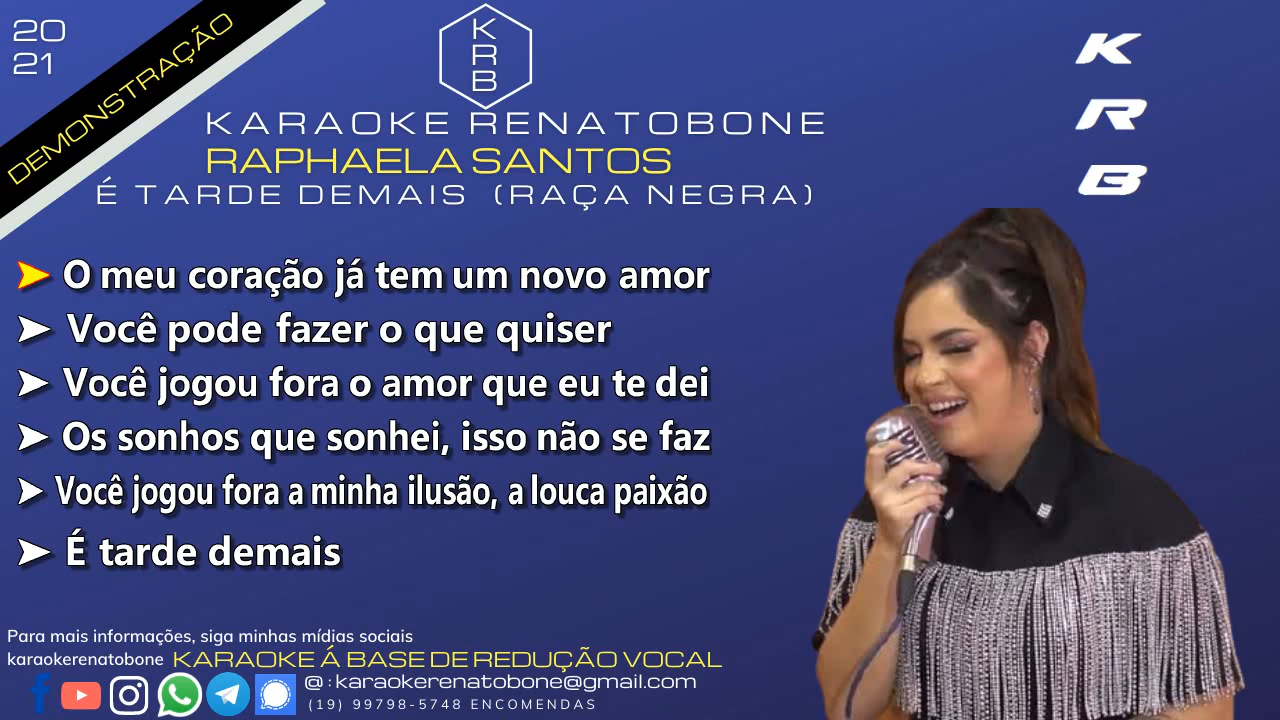 20
21
DEMONSTRAÇÃO
K
R
B
K
R
B
KARAOKE RENATOBONE
RAPHAELA SANTOS
É TARDE DEMAIS (RAÇA NEGRA)
➤ O meu coração já tem um novo amor
➤ Você pode fazer o que quiser
➤ Você jogou fora o amor que eu te dei
➤ Os sonhos que sonhei, isso não se faz
➤ Você jogou fora a minha ilusão, a louca paixão
➤ É tarde demais
Para mais informações, siga minhas mídias sociais
karaokerenatobone KARAOKE Á BASE DE REDUÇÃO VOCAL
@:karaokerenatobone@gmail.com
(19) 99798-5748 ENCOMENDAS